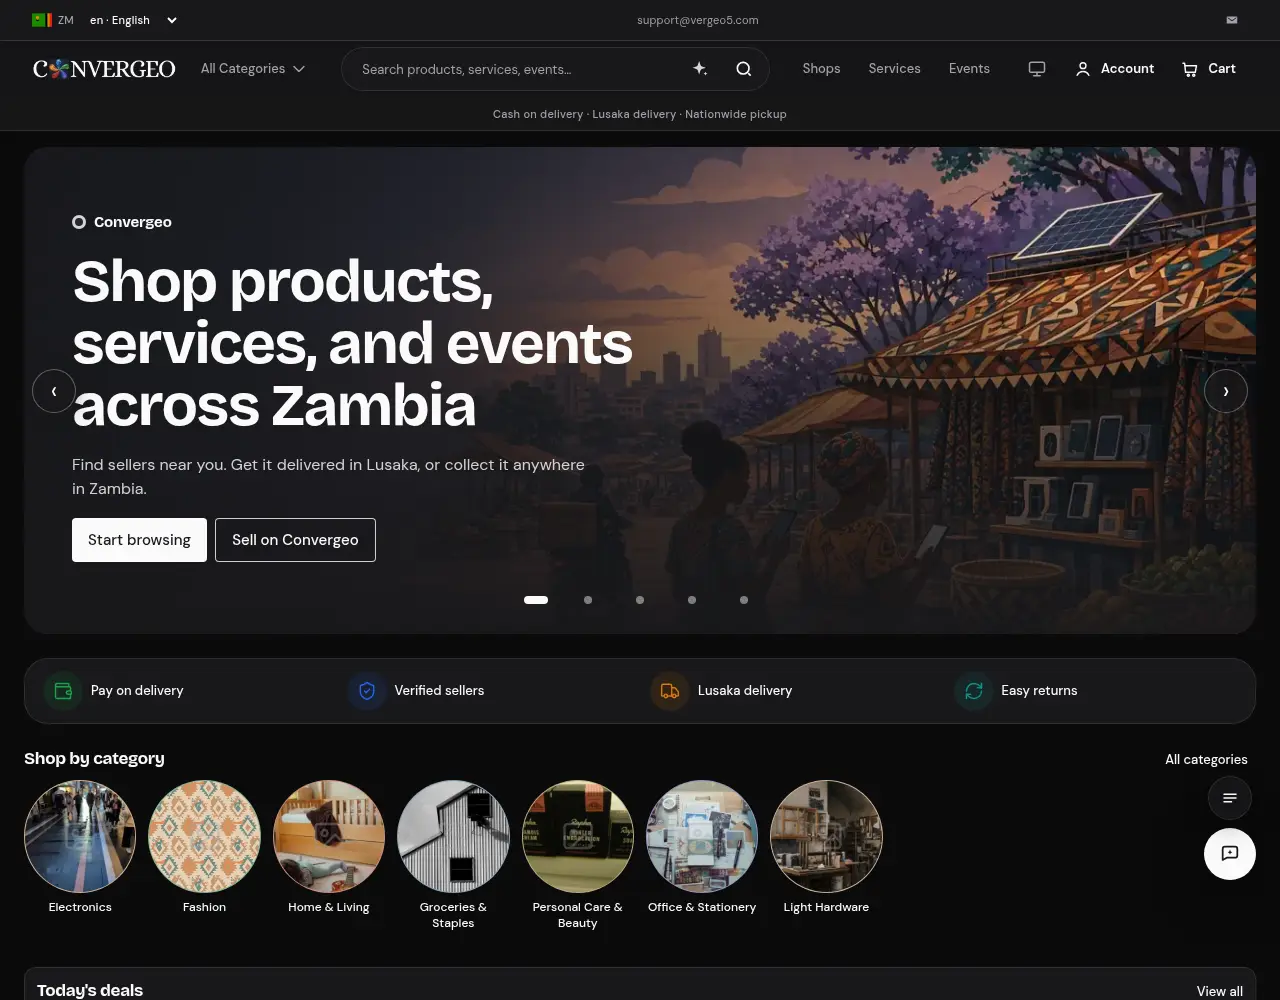 ZM
en · English
support@vergeo5.com
CONVERGEO
All Categories
Search products, services, events...
Shops
Services
Events
Account
Cart
Cash on delivery · Lusaka delivery · Nationwide pickup
Convergeo
Shop products,
services, and events
across Zambia
Find sellers near you. Get it delivered in Lusaka, or collect it anywhere
in Zambia.
Start browsing
Sell on Convergeo
Pay on delivery
Verified sellers
Lusaka delivery
Easy returns
Shop by category
All categories
Electronics
Fashion
Home & Living
Groceries &
Staples
Personal Care &
Beauty
Office & Stationery
Light Hardware
Today's deals
View all